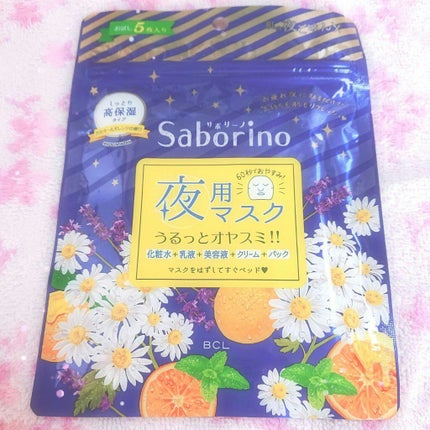 お試し5枚入り
しっとり
高保湿
タイプ
サボリーノ
Saborino
60秒でおやすみ!
夜用マスク
うるっとオヤスミ!!
化粧水+乳液+美容液+クリーム+パック
マスクをはずしてすぐベッド♥
BCL